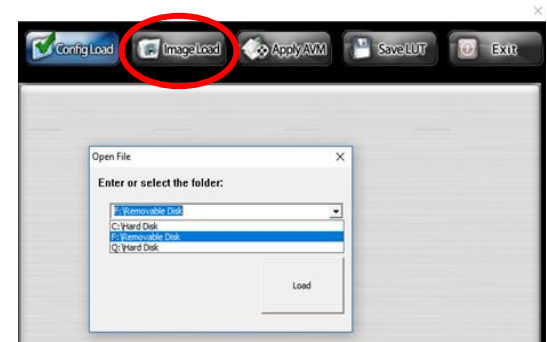 Config Load Image Load Apply AVM Save LUT Exit
Open File
Enter or select the folder:
F:\Removable Disk
C:\Hard Disk
F:\Removable Disk
Q:\Hard Disk
Load